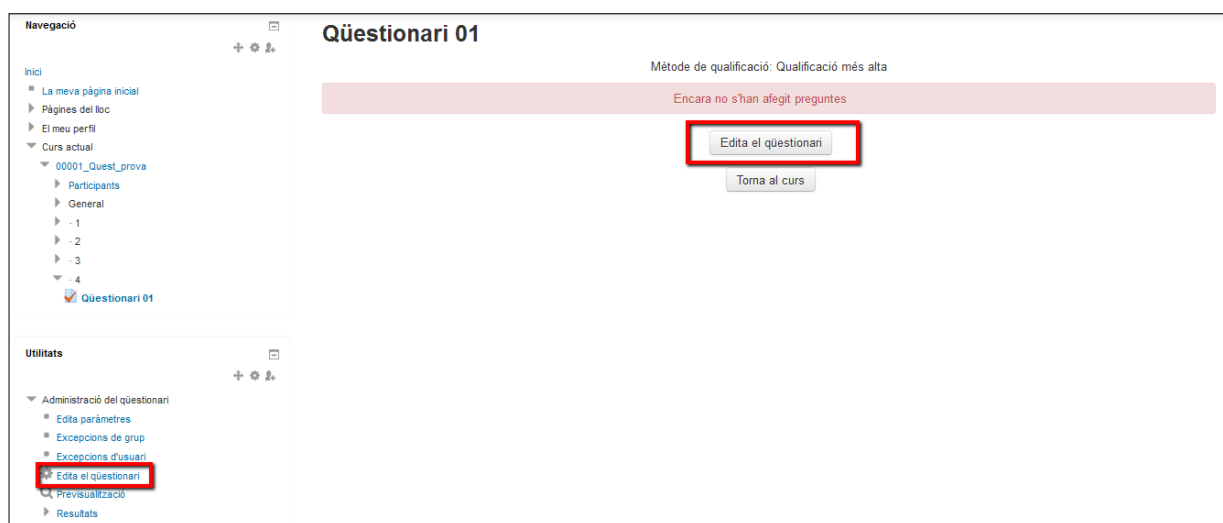 Navegació
Inici
La meva pàgina inicial
Pàgines del lloc
El meu perfil
Curs actual
00001_Quest_prova
Participants
General
- 1
- 2
- 3
- 4
Qüestionari 01
Utilitats
Administració del qüestionari
Edita paràmetres
Excepcions de grup
Excepcions d'usuari
Edita el qüestionari
Previsualització
Resultats
Qüestionari 01
Mètode de qualificació: Qualificació més alta
Encara no s'han afegit preguntes
Edita el qüestionari
Torna al curs